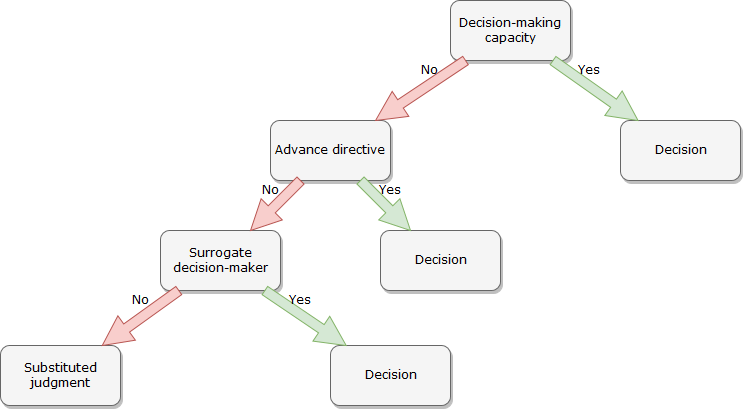 Decision-making
capacity
No
Yes
Advance directive
Decision
No
Yes
Surrogate
decision-maker
Decision
No
Yes
Substituted
judgment
Decision